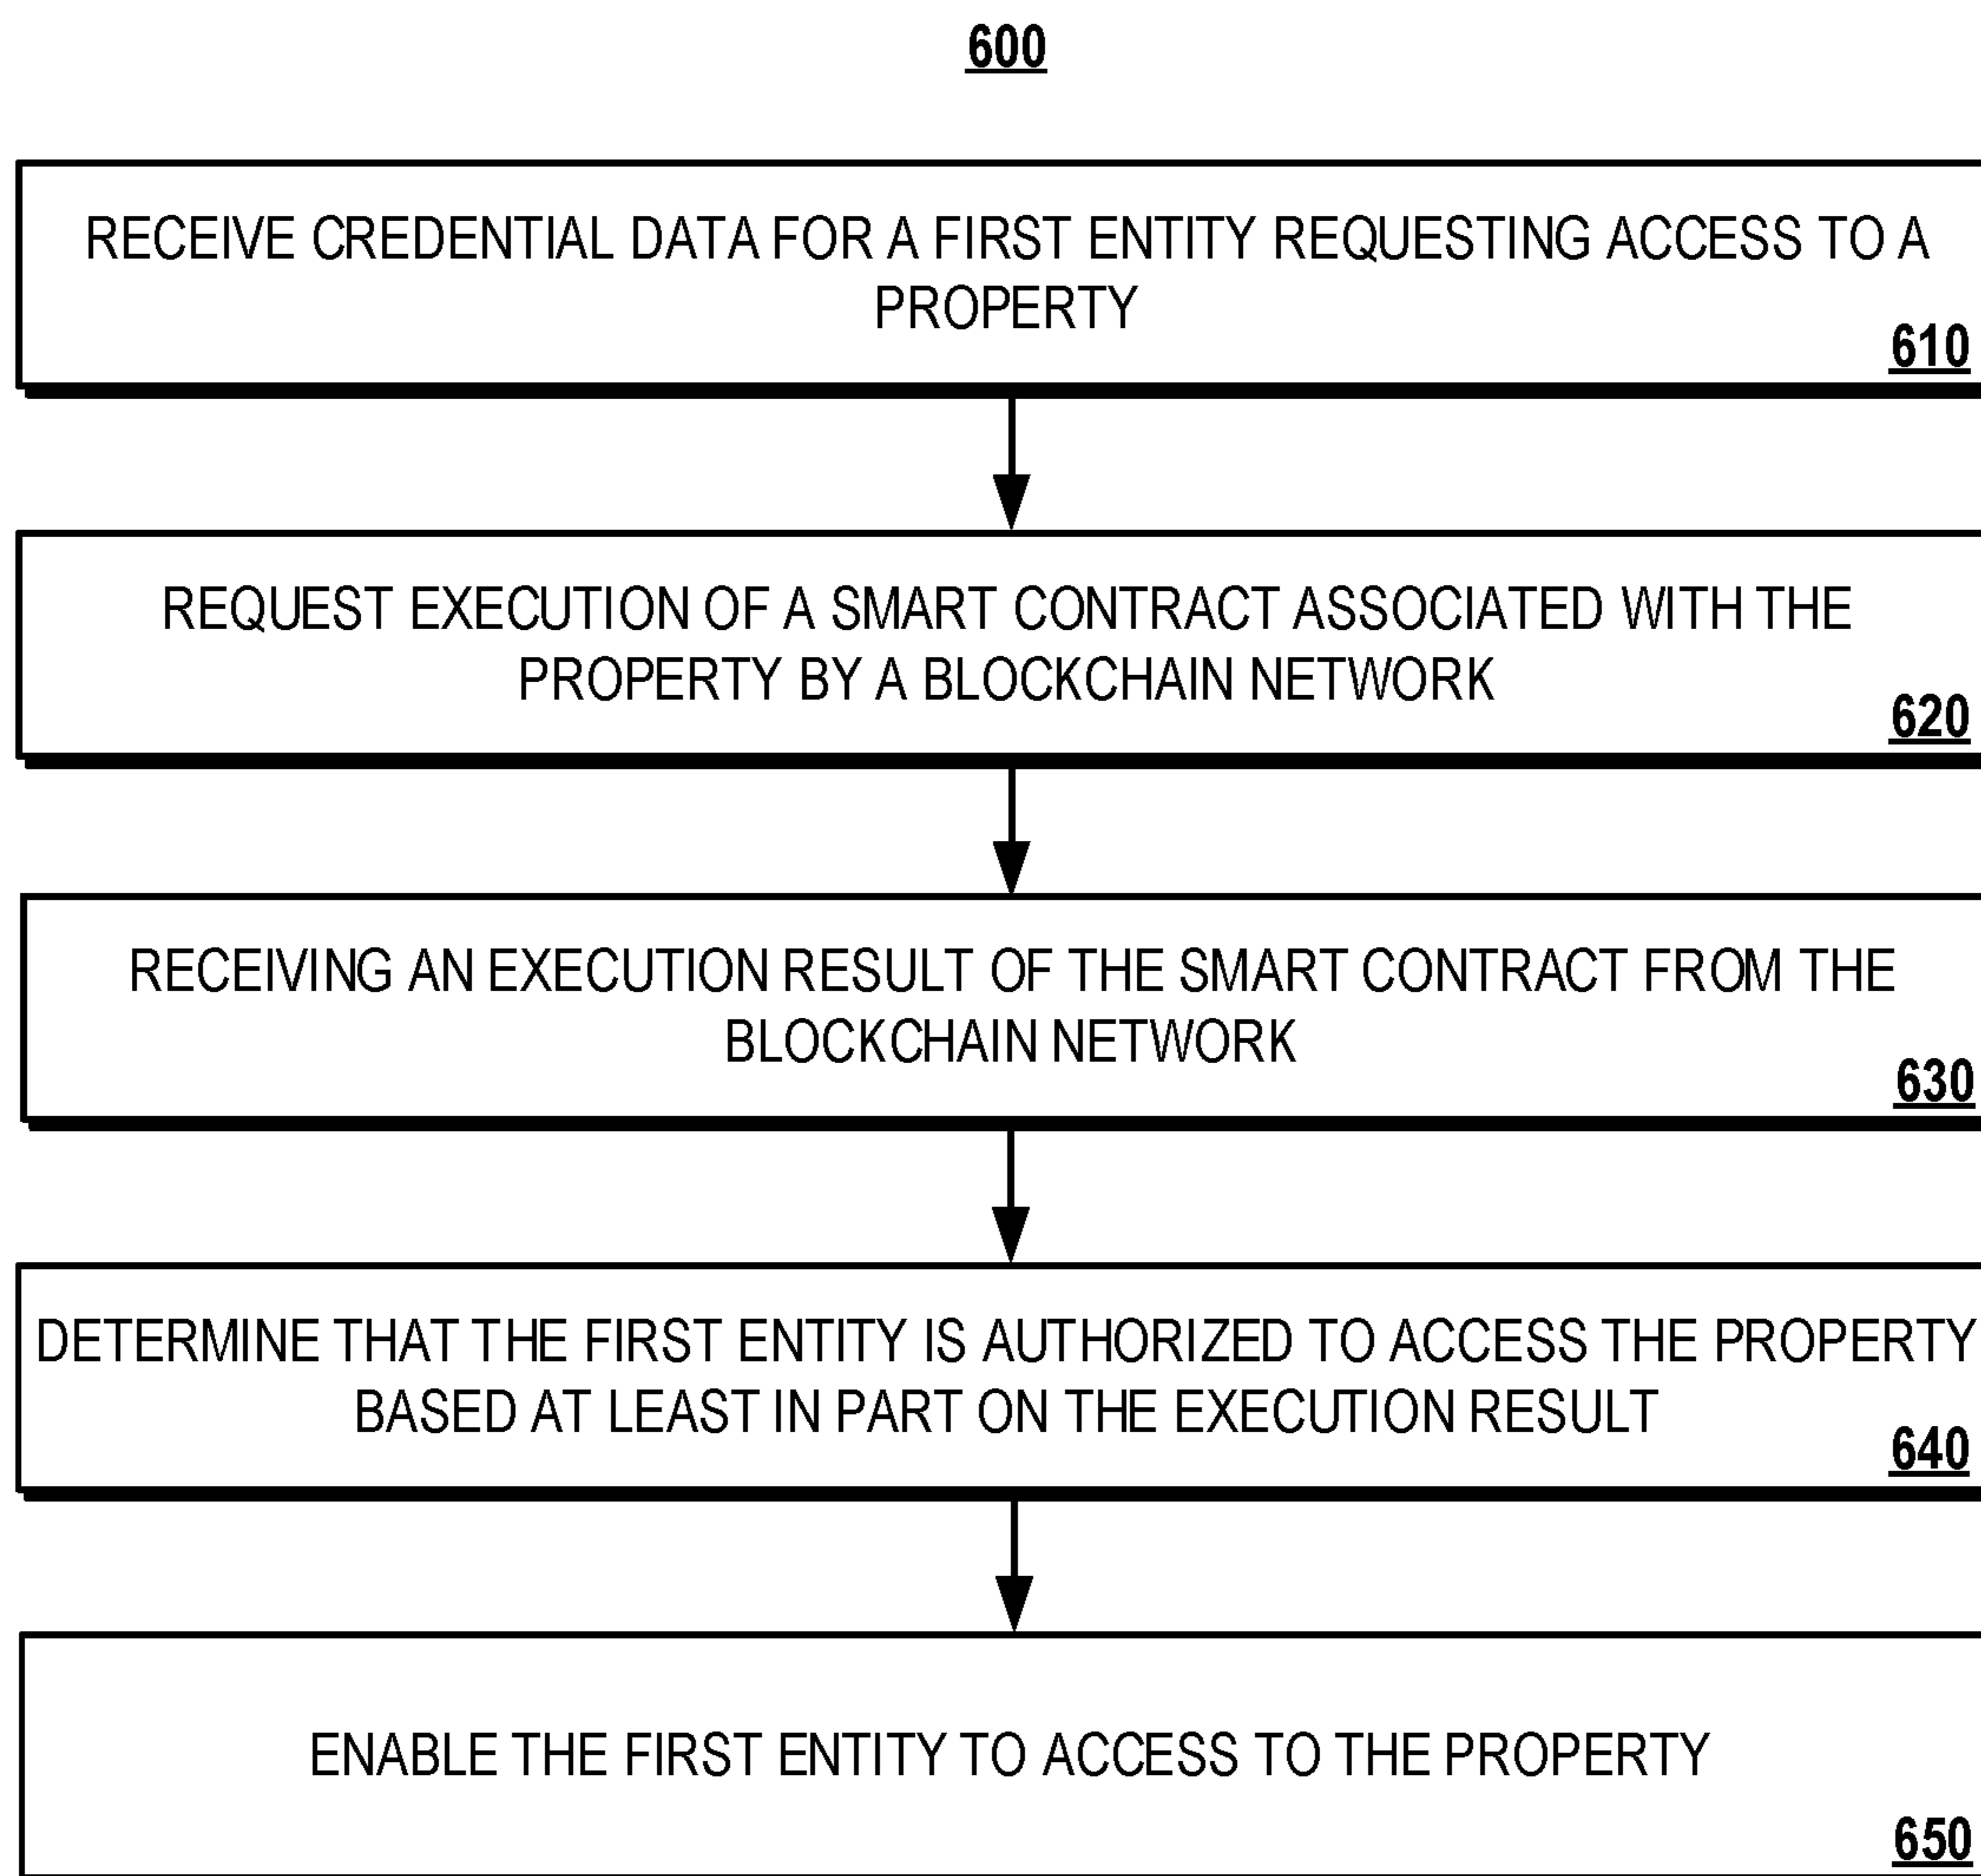 600
RECEIVE CREDENTIAL DATA FOR A FIRST ENTITY REQUESTING ACCESS TO A
PROPERTY
610
REQUEST EXECUTION OF A SMART CONTRACT ASSOCIATED WITH THE
PROPERTY BY A BLOCKCHAIN NETWORK
620
RECEIVING AN EXECUTION RESULT OF THE SMART CONTRACT FROM THE
BLOCKCHAIN NETWORK
630
DETERMINE THAT THE FIRST ENTITY IS AUTHORIZED TO ACCESS THE PROPERTY
BASED AT LEAST IN PART ON THE EXECUTION RESULT
640
ENABLE THE FIRST ENTITY TO ACCESS TO THE PROPERTY
650